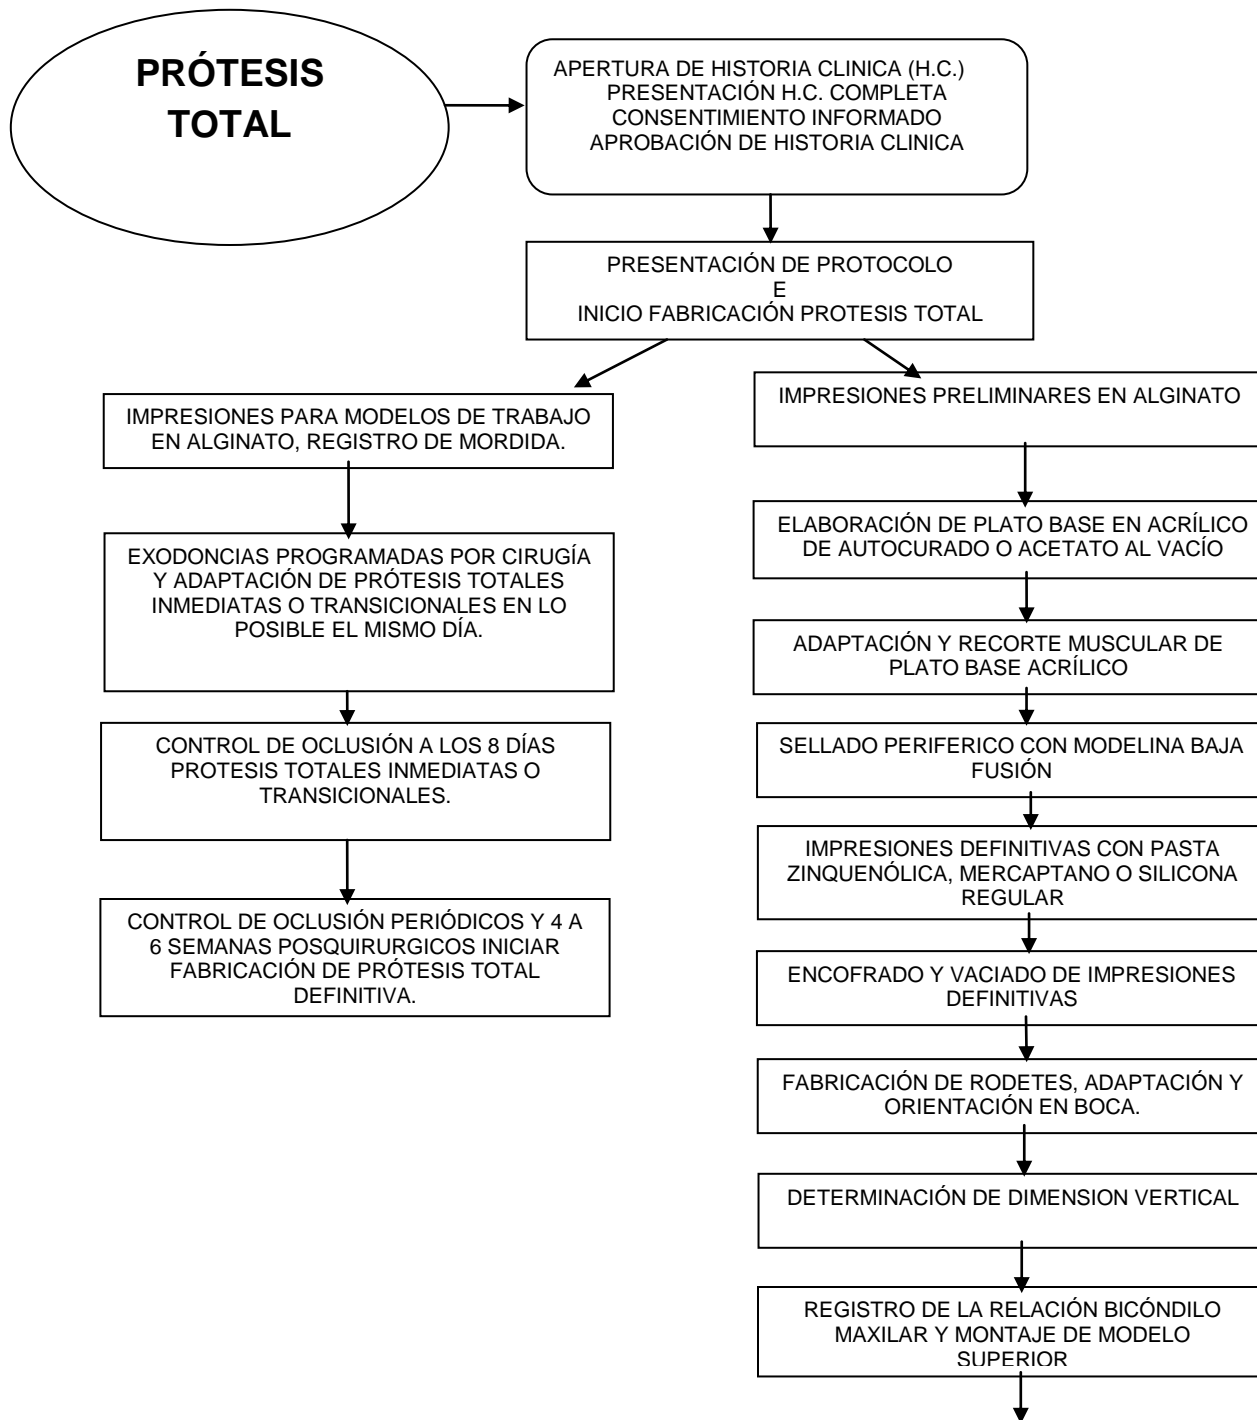 PRÓTESIS
TOTAL
APERTURA DE HISTORIA CLINICA (H.C.)
PRESENTACIÓN H.C. COMPLETA
CONSENTIMIENTO INFORMADO
APROBACIÓN DE HISTORIA CLINICA
PRESENTACIÓN DE PROTOCOLO
E
INICIO FABRICACIÓN PROTESIS TOTAL
IMPRESIONES PARA MODELOS DE TRABAJO
EN ALGINATO, REGISTRO DE MORDIDA.
EXODONCIAS PROGRAMADAS POR CIRUGÍA
Y ADAPTACIÓN DE PRÓTESIS TOTALES
INMEDIATAS O TRANSICIONALES EN LO
POSIBLE EL MISMO DÍA.
CONTROL DE OCLUSIÓN A LOS 8 DÍAS
PROTESIS TOTALES INMEDIATAS O
TRANSICIONALES.
CONTROL DE OCLUSIÓN PERIÓDICOS Y 4 A
6 SEMANAS POSQUIRURGICOS INICIAR
FABRICACIÓN DE PRÓTESIS TOTAL
DEFINITIVA.
IMPRESIONES PRELIMINARES EN ALGINATO
ELABORACIÓN DE PLATO BASE EN ACRÍLICO
DE AUTOCURADO O ACETATO AL VACÍO
ADAPTACIÓN Y RECORTE MUSCULAR DE
PLATO BASE ACRÍLICO
SELLADO PERIFERICO CON MODELINA BAJA
FUSIÓN
IMPRESIONES DEFINITIVAS CON PASTA
ZINQUENÓLICA, MERCAPTANO O SILICONA
REGULAR
ENCOFRADO Y VACIADO DE IMPRESIONES
DEFINITIVAS
FABRICACIÓN DE RODETES, ADAPTACIÓN Y
ORIENTACIÓN EN BOCA.
DETERMINACIÓN DE DIMENSION VERTICAL
REGISTRO DE LA RELACIÓN BICÓNDILO
MAXILAR Y MONTAJE DE MODELO
SUPERIOR